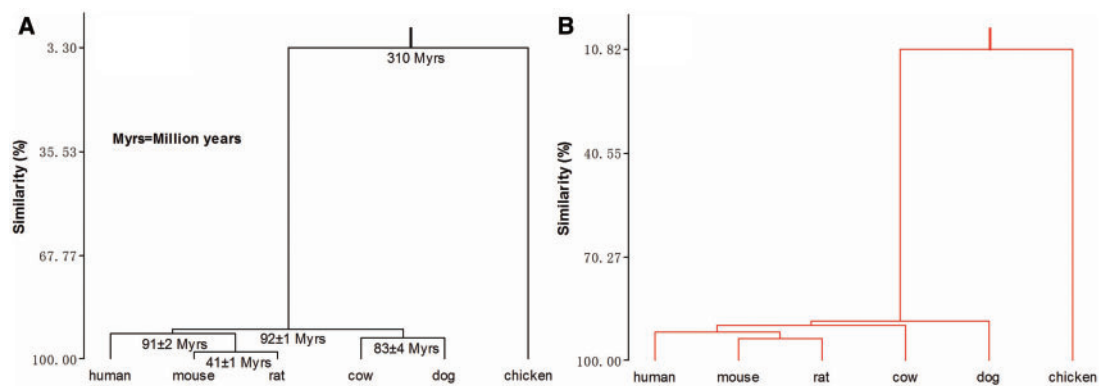 A
Similarity (%)
3. 30
35.53
67.77
100. 00
310 Myrs
Myrs=Million years
91±2 Myrs
92±1 Myrs
83±4 Myrs
41±1 Myrs
human mouse rat cow dog chicken
B
Similarity (%)
10. 82
40. 55
70. 27
100. 00
human mouse rat cow dog chicken